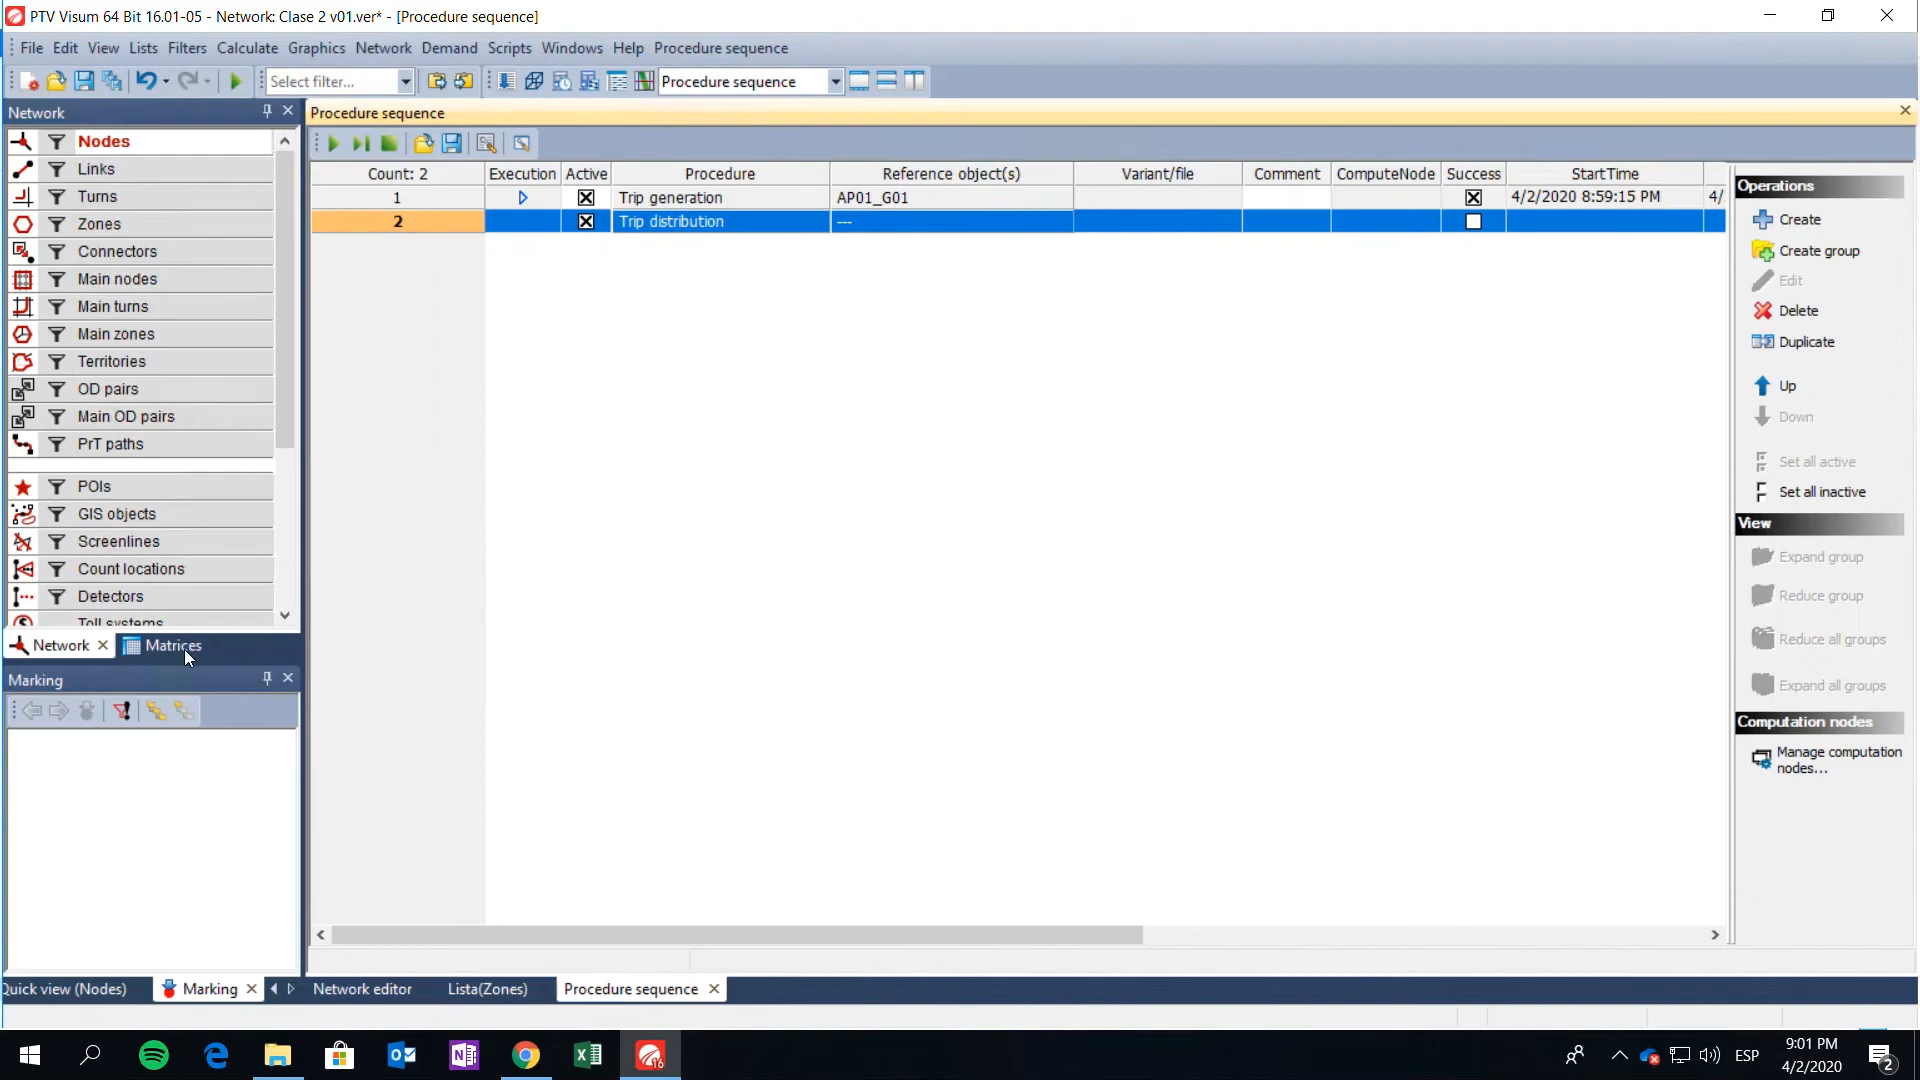 PTV Visum 64 Bit 16.01-05 - Network: Clase 2 v01.ver* - [Procedure sequence]
File Edit View Lists Filters Calculate Graphics Network Demand Scripts Windows Help Procedure sequence
Select filter... Procedure sequence
Network
Nodes
Links
Turns
Zones
Connectors
Main nodes
Main turns
Main zones
Territories
OD pairs
Main OD pairs
PrT paths
POIs
GIS objects
Screenlines
Count locations
Detectors
Toll systems
Network Matrices
Marking
Procedure sequence
Count: 2 Execution Active Procedure Reference object(s) Variant/file Comment ComputeNode Success StartTime
1 Trip generation AP01_G01 4/2/2020 8:59:15 PM 4/
2 Trip distribution ---
Operations
Create
Create group
Edit
Delete
Duplicate
Up
Down
Set all active
Set all inactive
View
Expand group
Reduce group
Reduce all groups
Expand all groups
Computation nodes
Manage computation
nodes...
Quick view (Nodes) Marking Network editor Lista(Zones) Procedure sequence
16
ESP
9:01 PM
4/2/2020
2